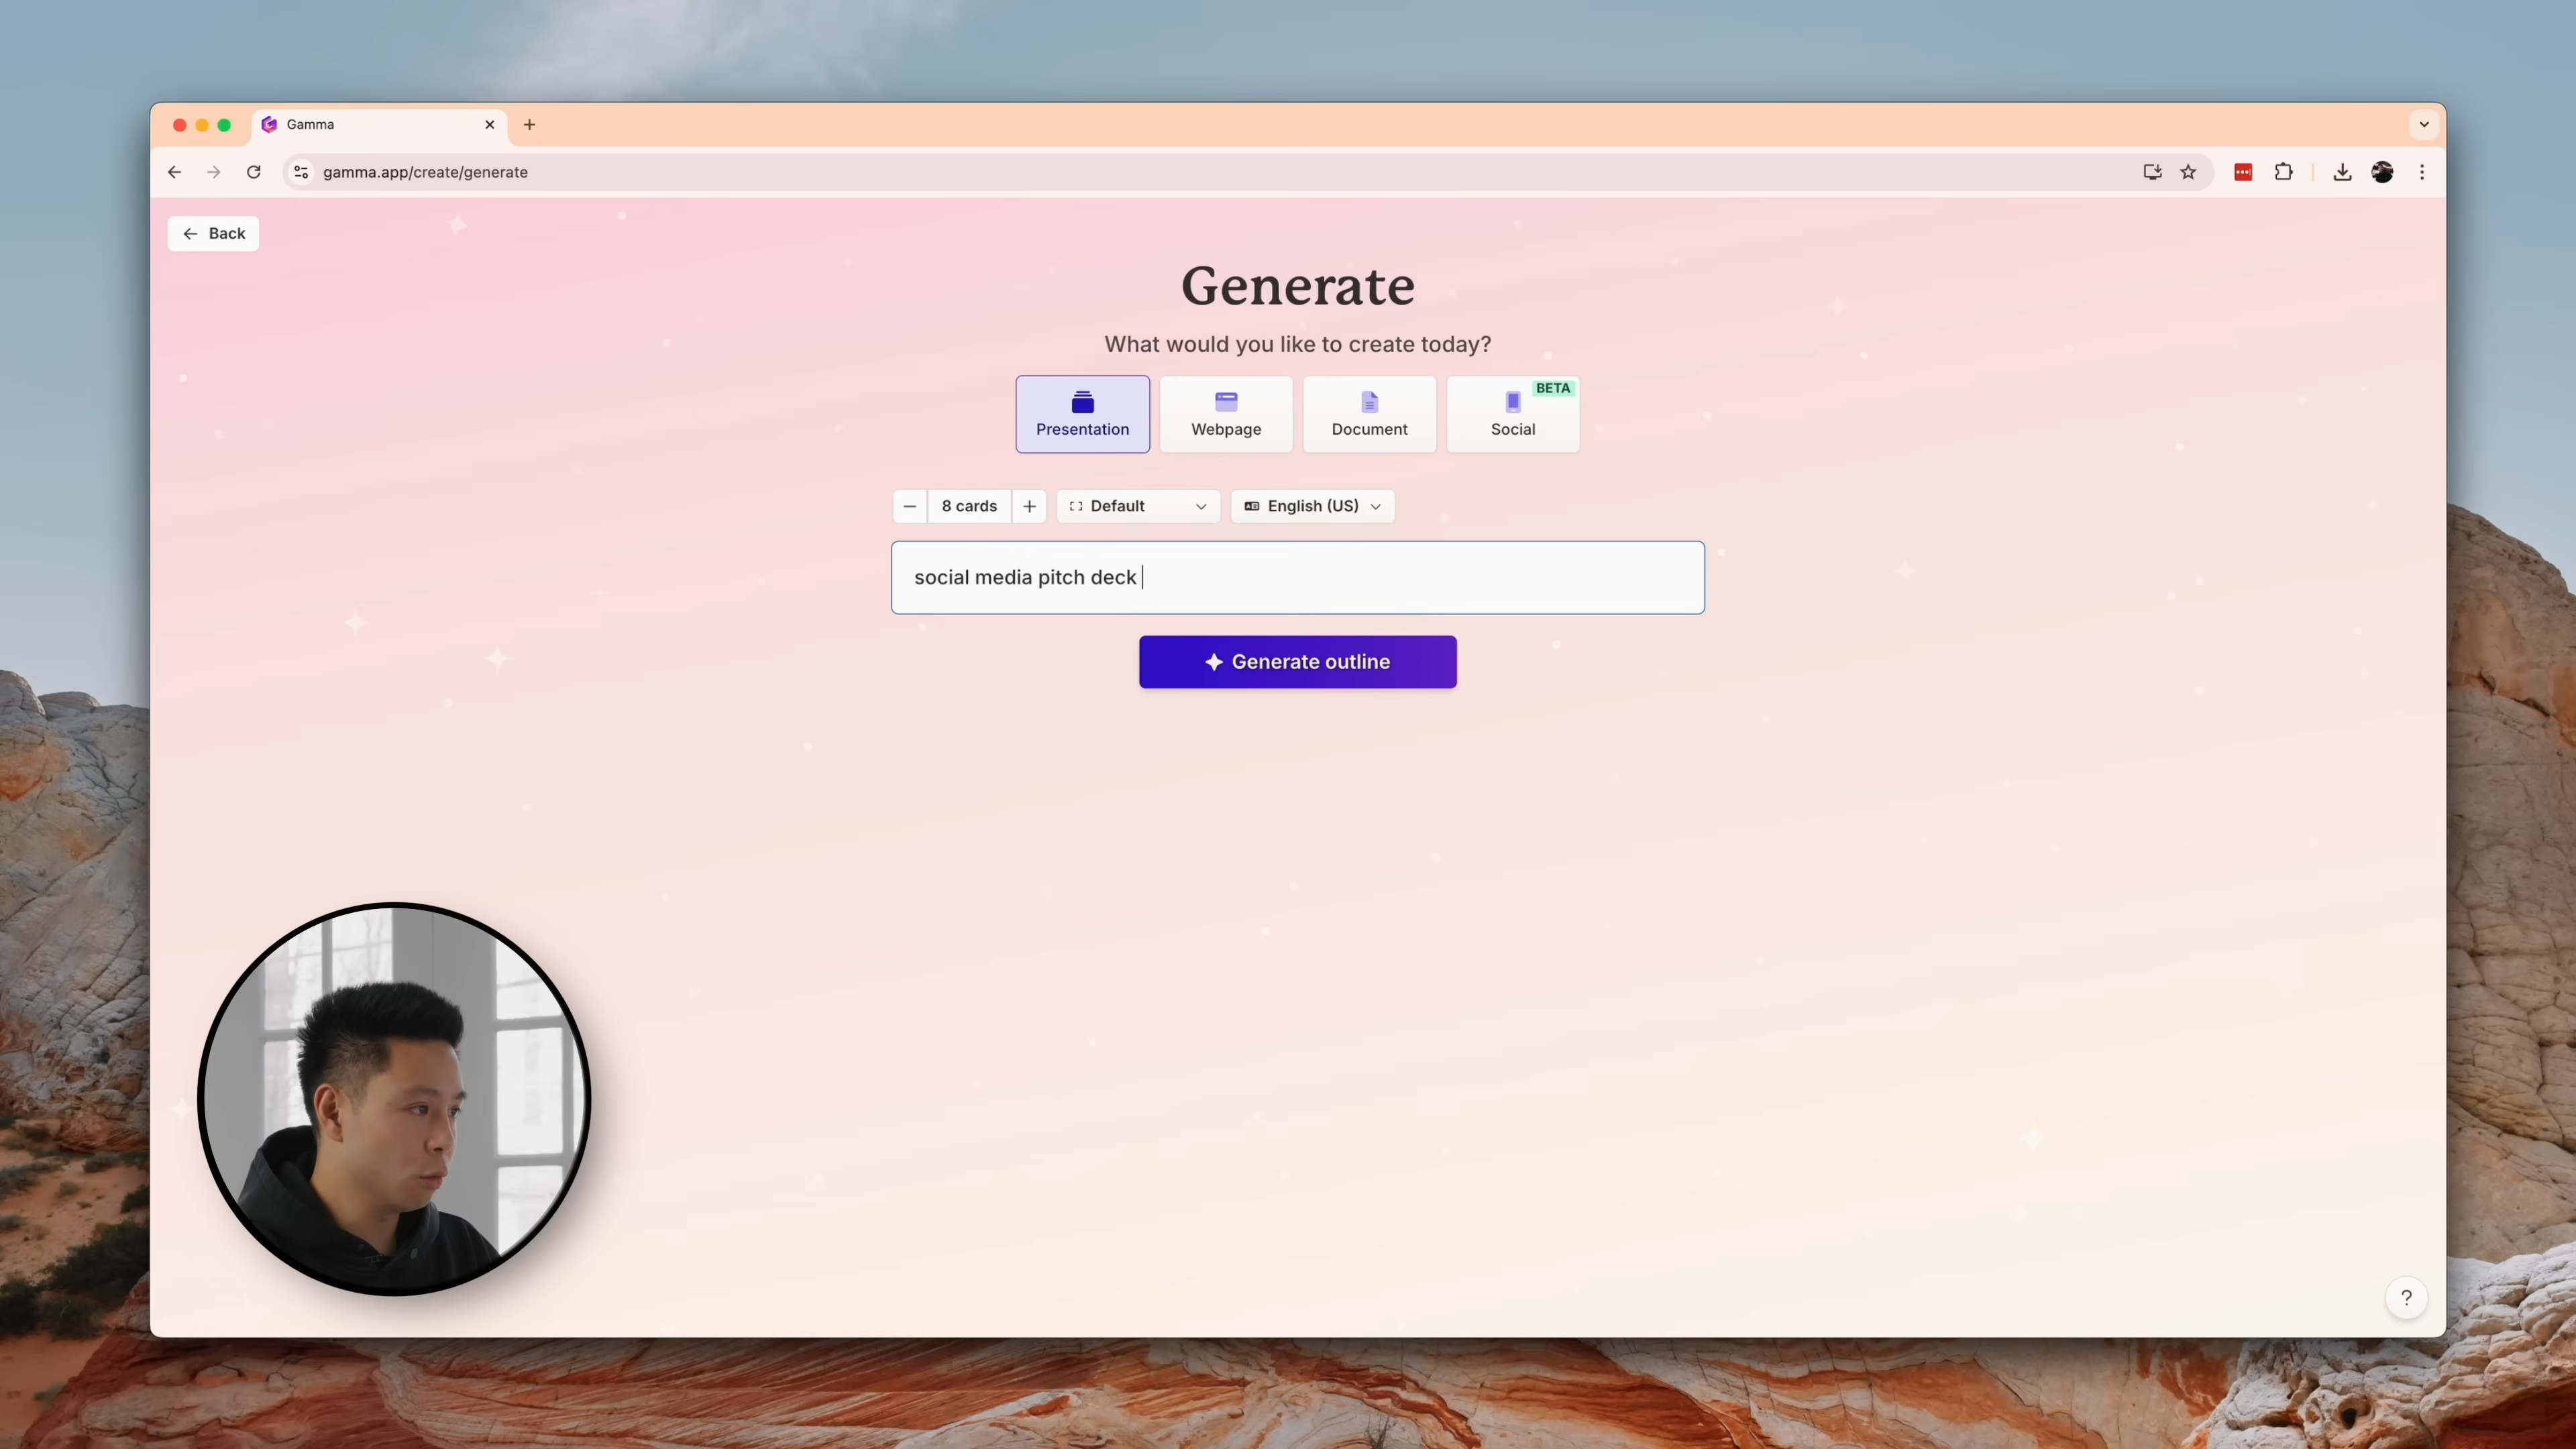 Gamma
gamma.app/create/generate
Back
Generate
What would you like to create today?
Presentation
Webpage
Document
BETA
Social
8 cards
Default
English (US)
social media pitch deck
Generate outline
?